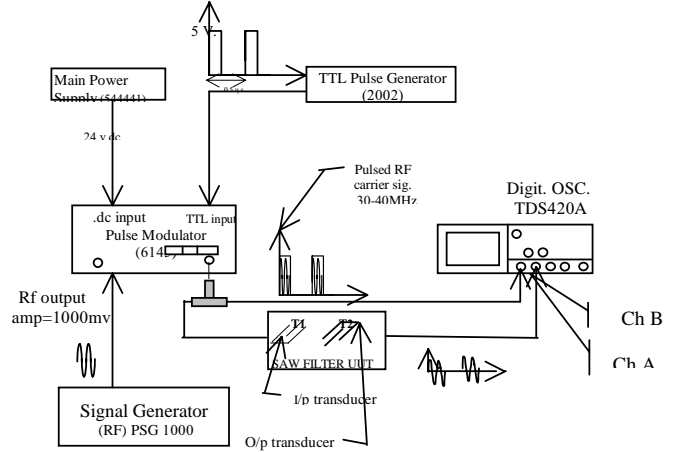 5 V.
Main Power
Supply (544441)
TTL Pulse Generator
(2002)
24 v dc
Pulsed RF
carrier sig.
30-40MHz
Digit. OSC.
TDS420A
.dc input
TTL input
Pulse Modulator
Rf output
amp=1000mv
T1
T2
SAW FILTER UUT
Ch B
Ch A
I/p transducer
Signal Generator
(RF) PSG 1000
O/p transducer